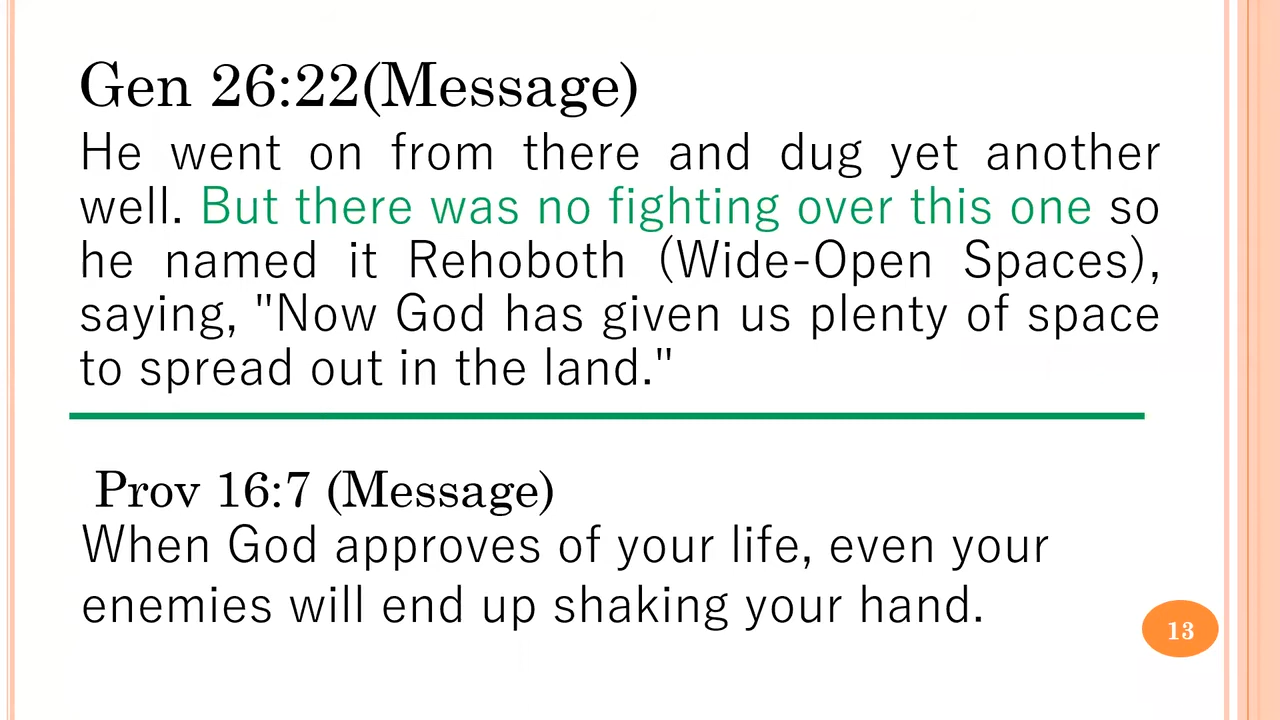 Gen 26:22(Message)
He went on from there and dug yet another
well. But there was no fighting over this one so
he named it Rehoboth (Wide-Open Spaces),
saying, "Now God has given us plenty of space
to spread out in the land."
Prov 16:7 (Message)
When God approves of your life, even your
enemies will end up shaking your hand.
13